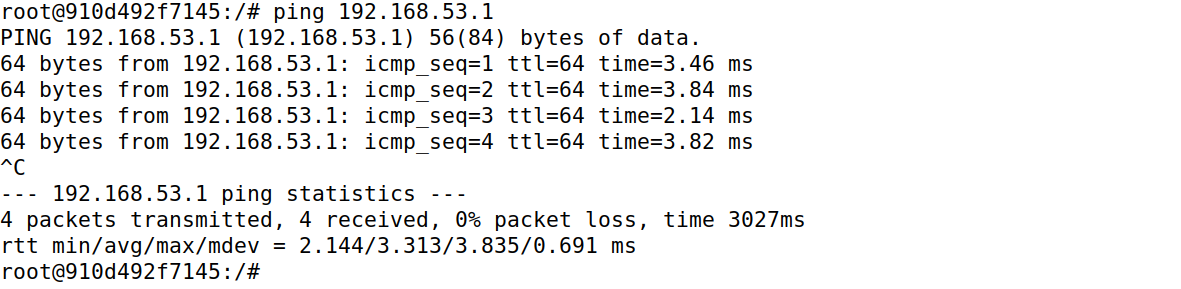 root@910d492f7145:/# ping 192.168.53.1
PING 192.168.53.1 (192.168.53.1) 56(84) bytes of data.
64 bytes from 192.168.53.1: icmp_seq=1 ttl=64 time=3.46 ms
64 bytes from 192.168.53.1: icmp_seq=2 ttl=64 time=3.84 ms
64 bytes from 192.168.53.1: icmp_seq=3 ttl=64 time=2.14 ms
64 bytes from 192.168.53.1: icmp_seq=4 ttl=64 time=3.82 ms
^C
--- 192.168.53.1 ping statistics ---
4 packets transmitted, 4 received, 0% packet loss, time 3027ms
rtt min/avg/max/mdev = 2.144/3.313/3.835/0.691 ms
root@910d492f7145:/#